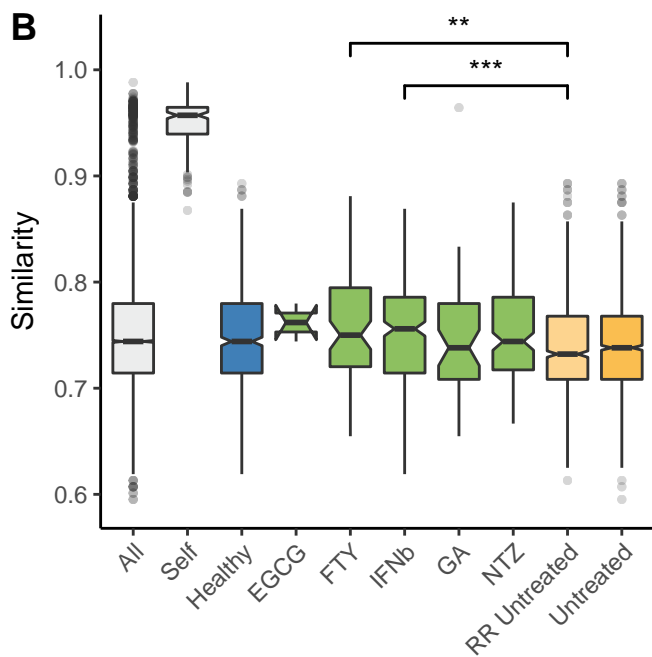 B
**
***
1.0
0.9
0.8
0.7
0.6
Similarity
All
Self
Healthy
EGCG
FTY
IFNb
GA
NTZ
RR Untreated
Untreated